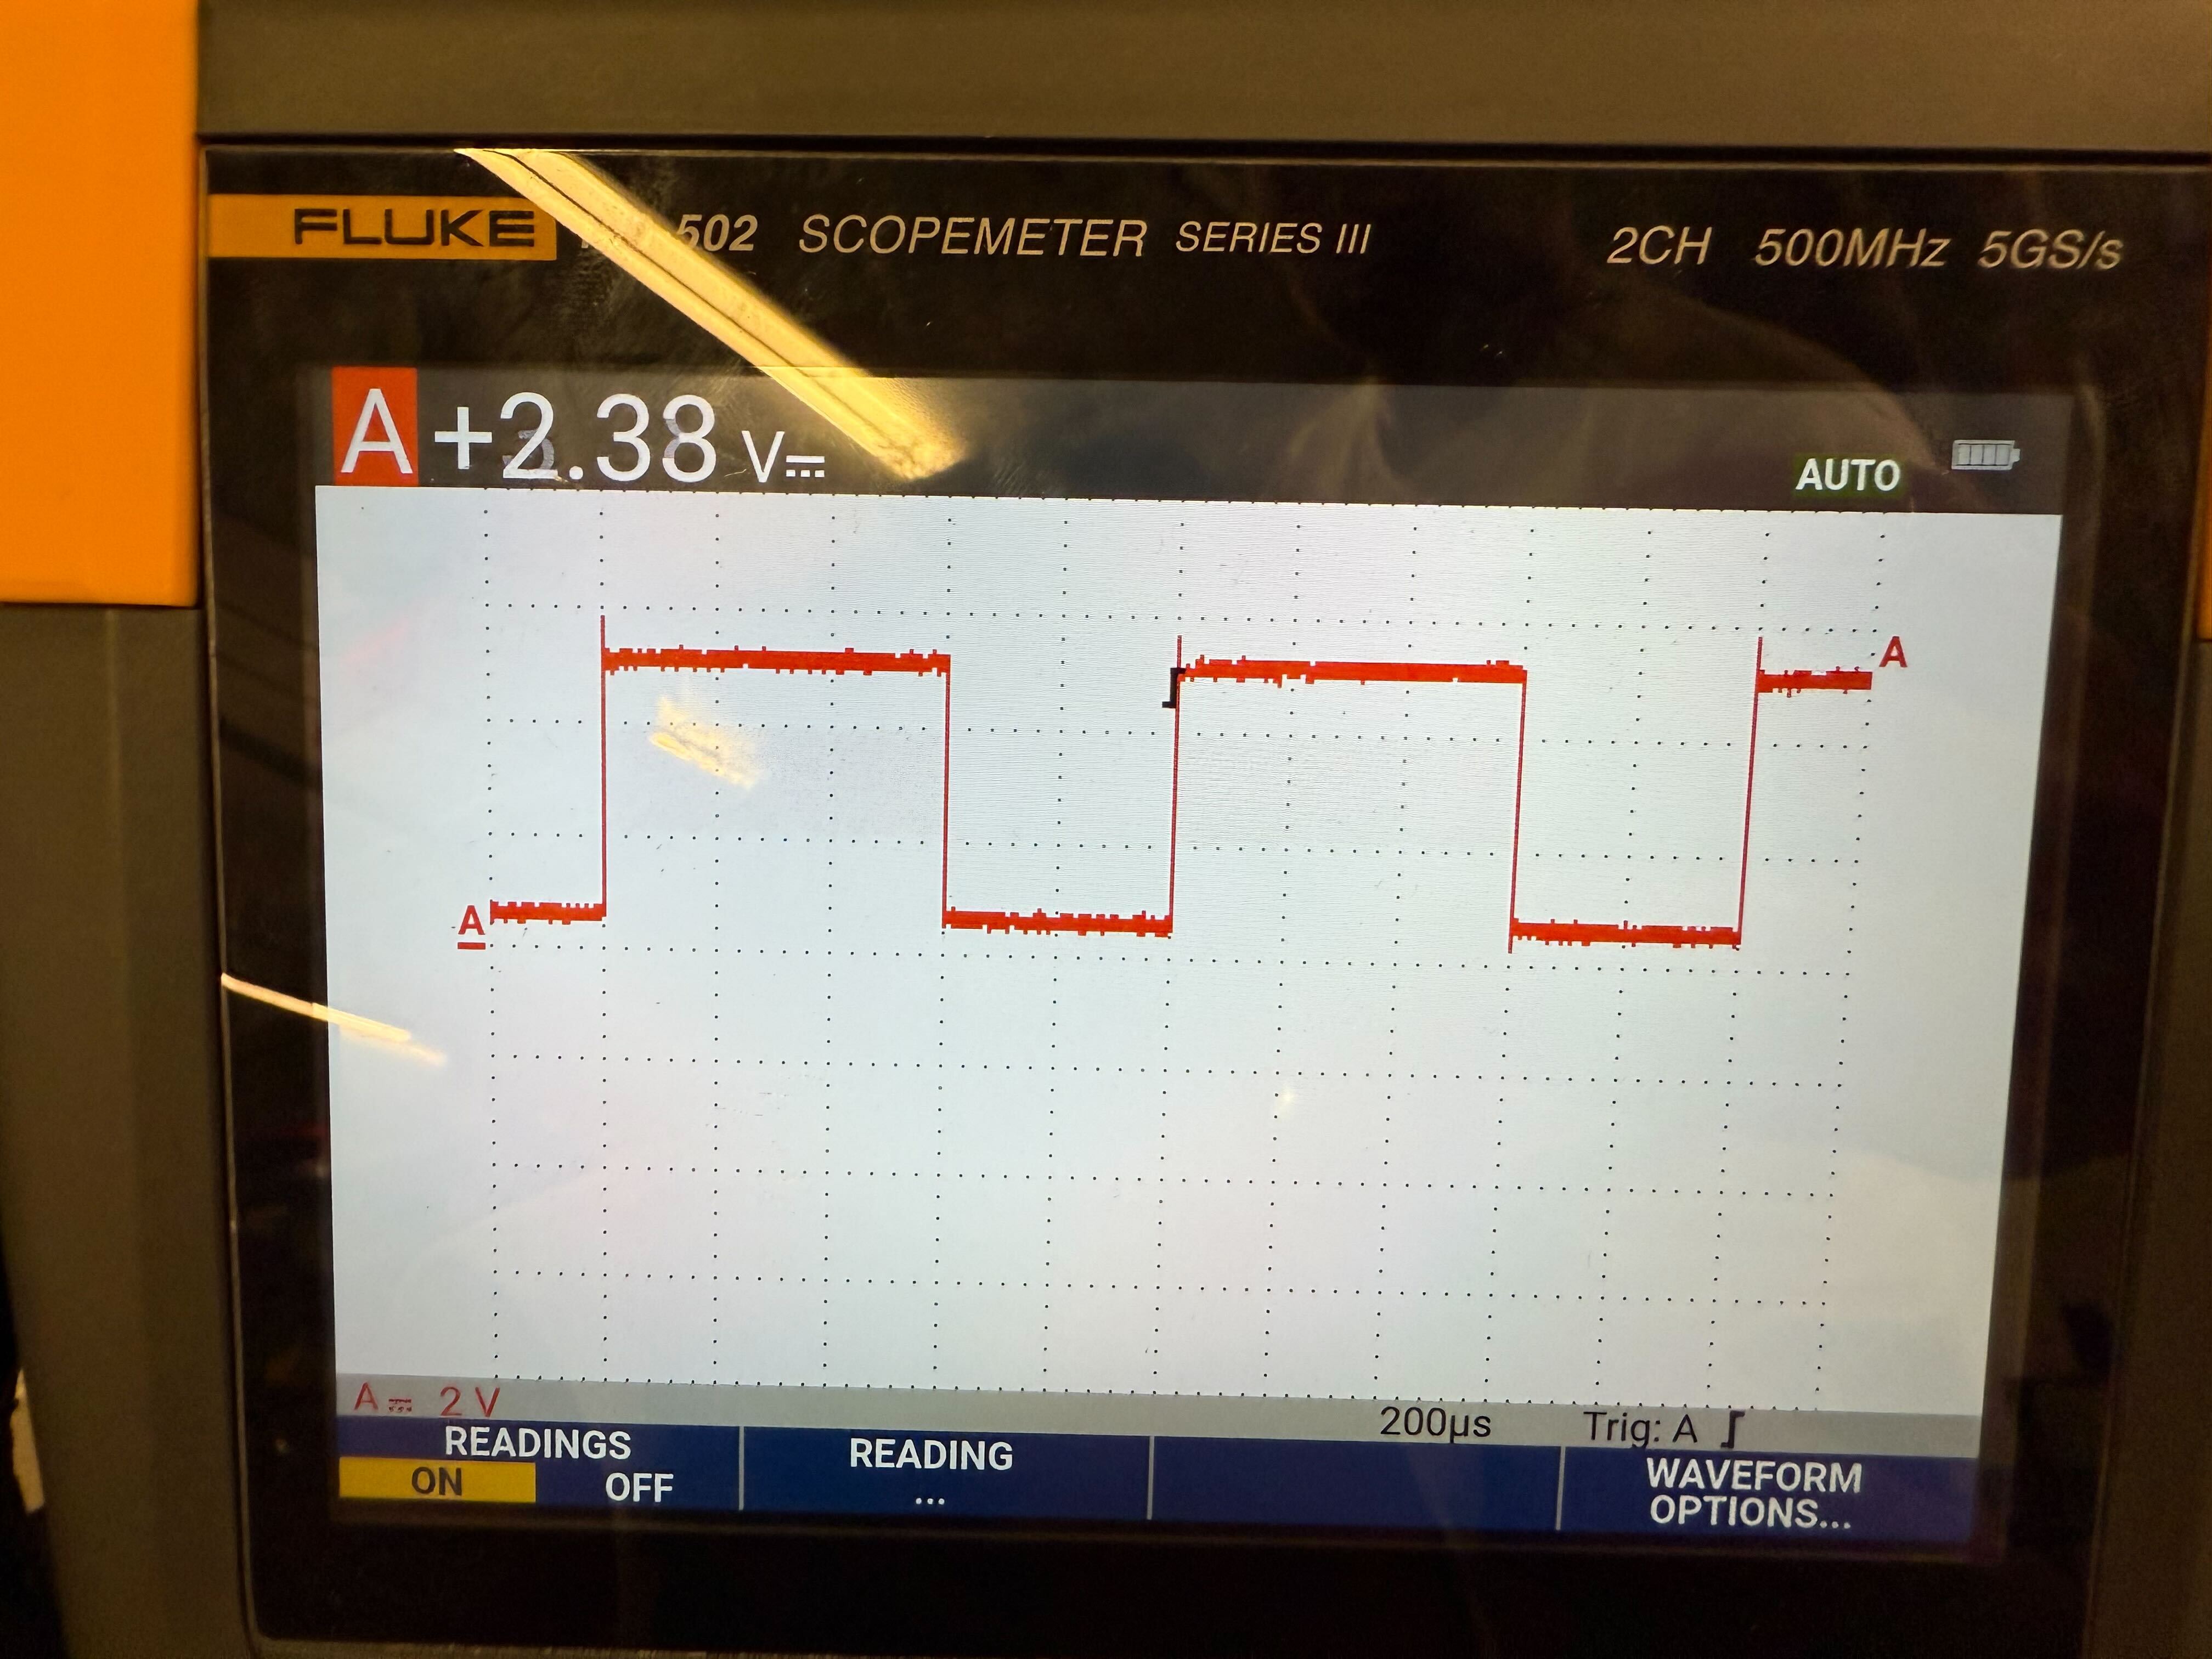 FLUKE 502 SCOPEMETER SERIES III 2CH 500MHz 5GS/s
A +2.38 V
AUTO
A
A
A 2 V 200µs Trig: A
READINGS
ON OFF
READING
...
WAVEFORM
OPTIONS...